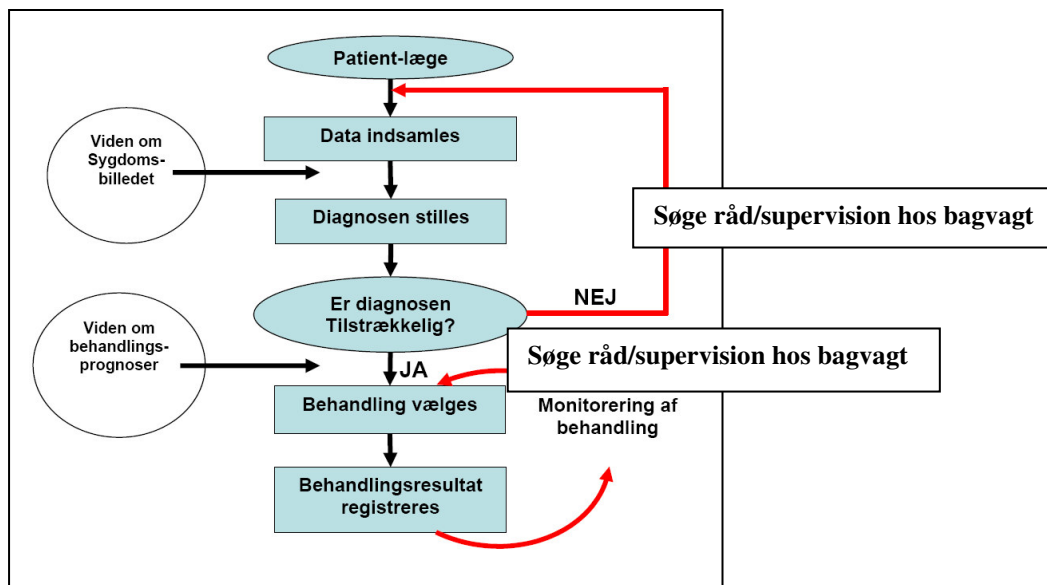 Patient-læge
Data indsamles
Viden om
Sygdoms-
billedet
Diagnosen stilles
Søge råd/supervision hos bagvagt
Er diagnosen
Tilstrækkelig?
NEJ
Viden om
behandlings-
prognoser
JA
Søge råd/supervision hos bagvagt
Behandling vælges
Monitorering af
behandling
Behandlingsresultat
registreres